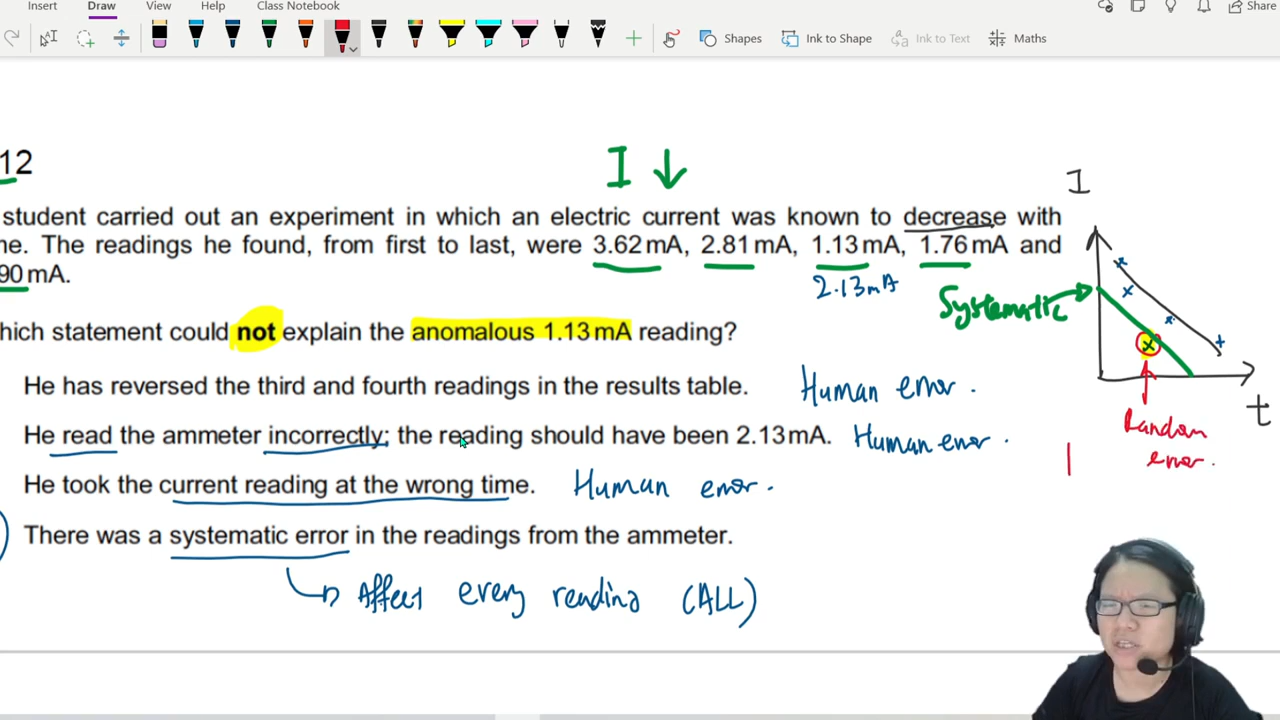 Insert Draw View Help Class Notebook
Share
Shapes Ink to Shape Ink to Text Maths
12
I ↓
I
student carried out an experiment in which an electric current was known to decrease with
ne. The readings he found, from first to last, were 3.62 mA, 2.81 mA, 1.13 mA, 1.76 mA and
90 mA.
2.13mA
Systematic
hich statement could not explain the anomalous 1.13 mA reading?
He has reversed the third and fourth readings in the results table.
Human error.
t
He read the ammeter incorrectly; the reading should have been 2.13 mA.
Human error.
Random
error.
He took the current reading at the wrong time.
Human error.
There was a systematic error in the readings from the ammeter.
Affect every reading (ALL)